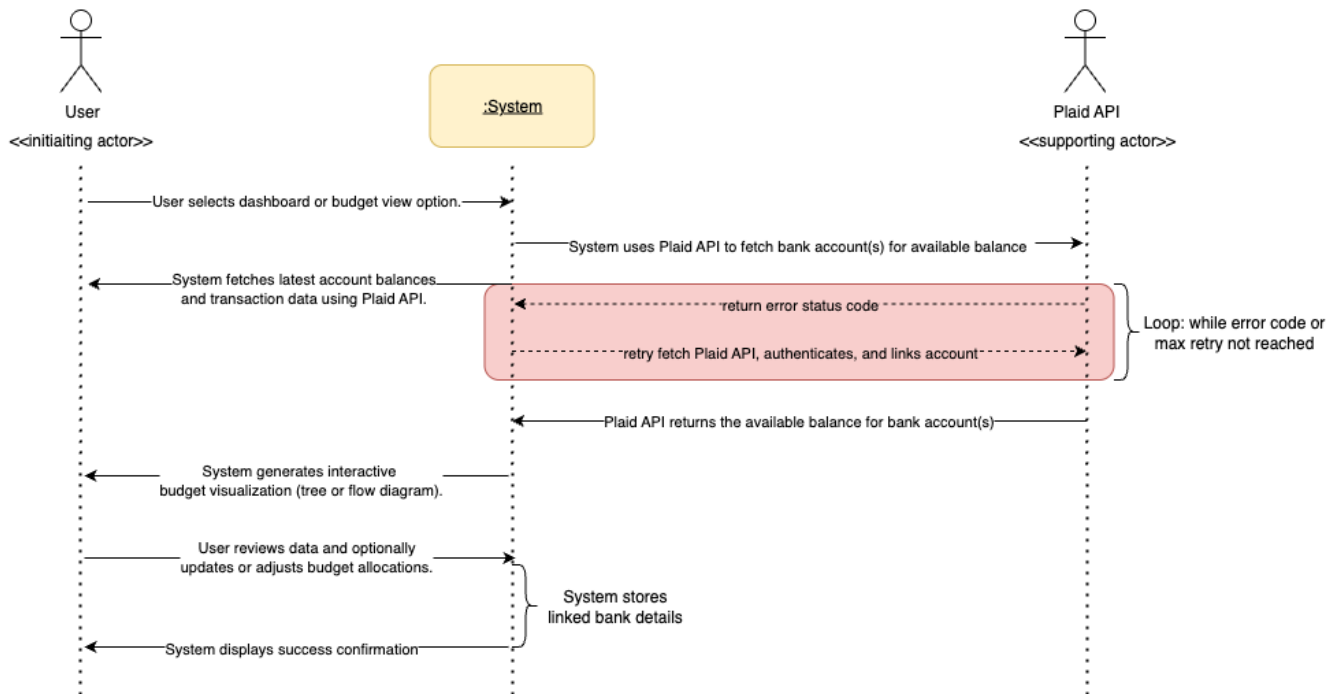 User
<<initiaiting actor>>
:System
Plaid API
<<supporting actor>>
User selects dashboard or budget view option.
System uses Plaid API to fetch bank account(s) for available balance
System fetches latest account balances
and transaction data using Plaid API.
return error status code
retry fetch Plaid API, authenticates, and links account
Loop: while error code or
max retry not reached
Plaid API returns the available balance for bank account(s)
System generates interactive
budget visualization (tree or flow diagram).
User reviews data and optionally
updates or adjusts budget allocations.
System stores
linked bank details
System displays success confirmation